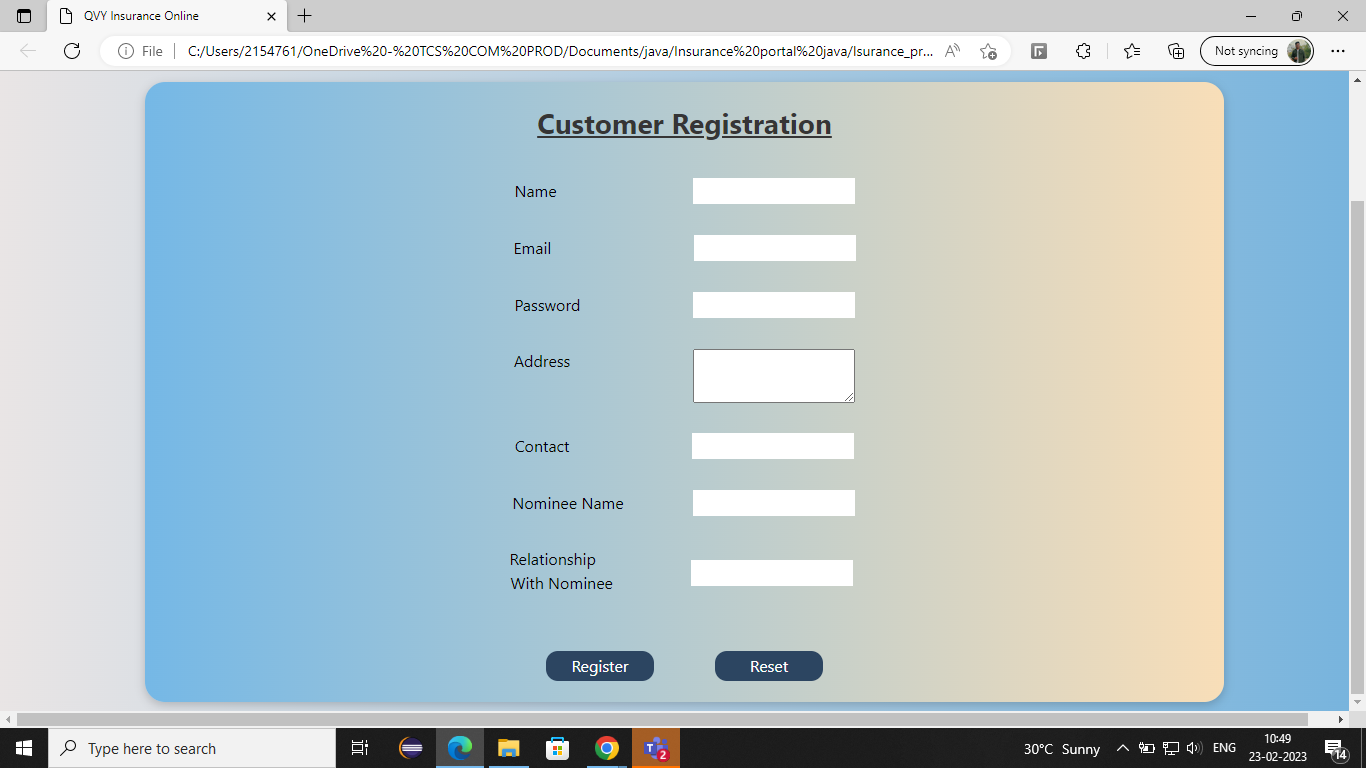 QVY Insurance Online
File
C:/Users/2154761/OneDrive%20-%20TCS%20COM%20PROD/Documents/java/Insurance%20portal%20java/Isurance_pr...
Not syncing
Customer Registration
Name
Email
Password
Address
Contact
Nominee Name
Relationship
With Nominee
Register
Reset
Type here to search
2
30°C Sunny
ENG
10:49
23-02-2023
14